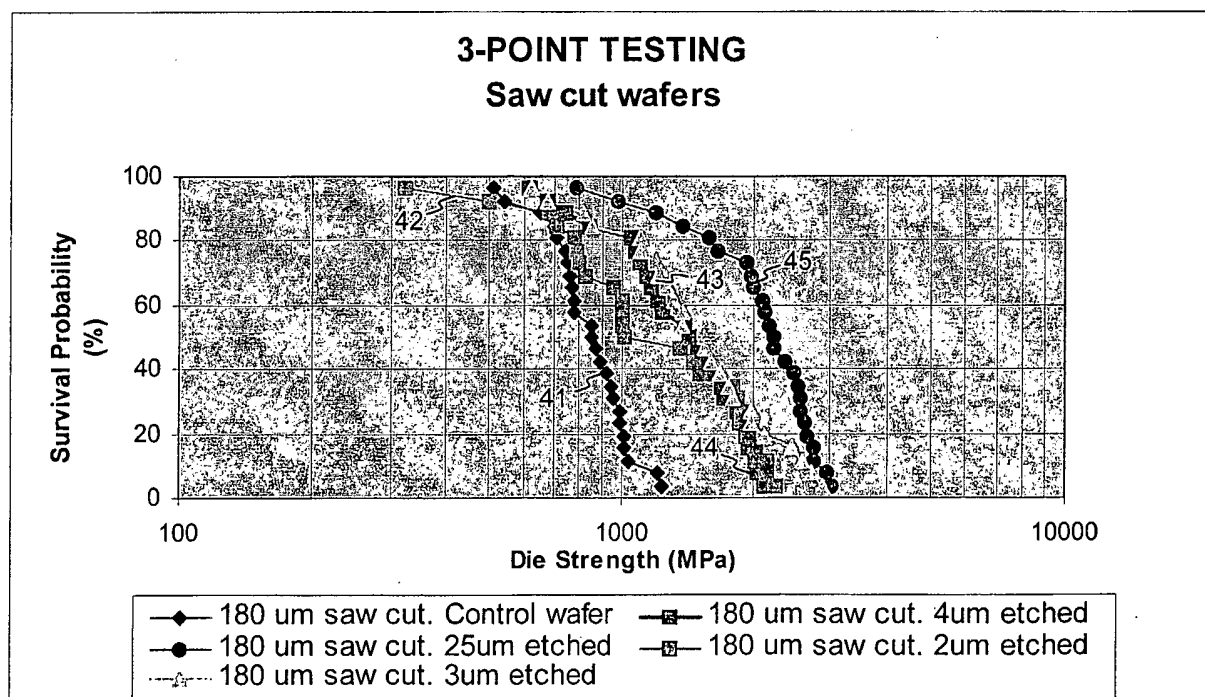 3-POINT TESTING
Saw cut wafers
Survival Probability
(%)
100
80
60
40
20
0
42
43
45
41
44
100
1000
10000
Die Strength (MPa)
180 um saw cut. Control wafer
180 um saw cut. 4um etched
180 um saw cut. 25um etched
180 um saw cut. 2um etched
180 um saw cut. 3um etched